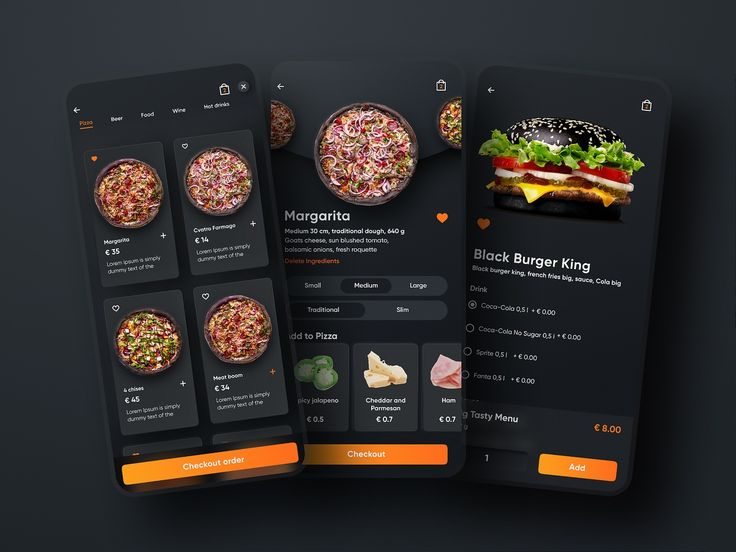 Pizza
Beer
Food
Wine
Hot drinks
2
Margarita
€ 35
Lorem Ipsum is simply
dummy text of the
Cvatro Formago
€ 14
Lorem Ipsum is simply
dummy text of the
4 chises
€ 45
Lorem Ipsum is simply
dummy text of the
Meat boom
€ 34
Lorem Ipsum is simply
dummy text of the
Checkout order
2
Margarita
Medium 30 cm, traditional dough, 640 g
Goats cheese, sun blushed tomato,
balsamic onions, fresh roquette
Delete Ingredients
Small
Medium
Large
Traditional
Slim
dd to Pizza
icy jalapeno
€ 0.5
Cheddar and
Parmesan
€ 0.7
Ham
€ 0.7
Checkout
2
Black Burger King
Black burger king, french fries big, sauce, Cola big
Drink
Coca-Cola 0,5 l + € 0.00
Coca-Cola No Sugar 0,5 l + € 0.00
Sprite 0,5 l + € 0.00
Fanta 0,5 l + € 0.00
g Tasty Menu
€ 8.00
1
Add